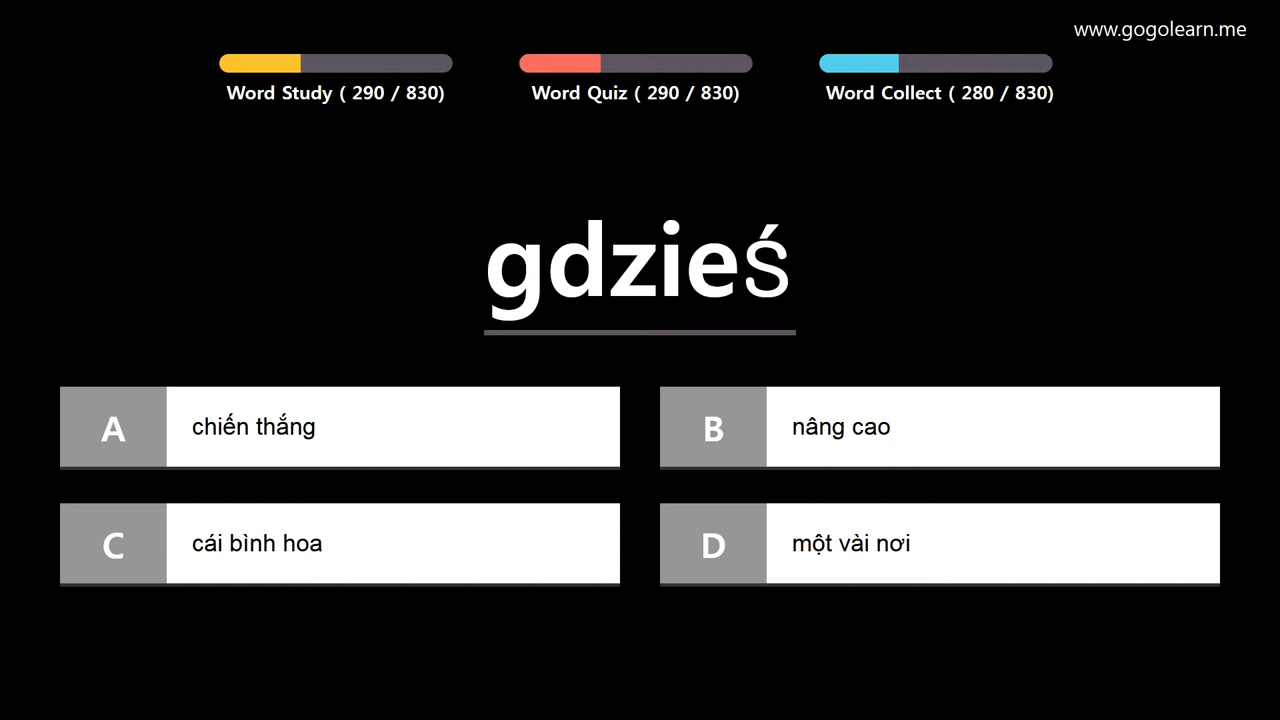 www.gogolearn.me
Word Study ( 290 / 830)
Word Quiz ( 290 / 830)
Word Collect ( 280 / 830)
gdzieś
A chiến thắng
B nâng cao
C cái bình hoa
D một vài nơi